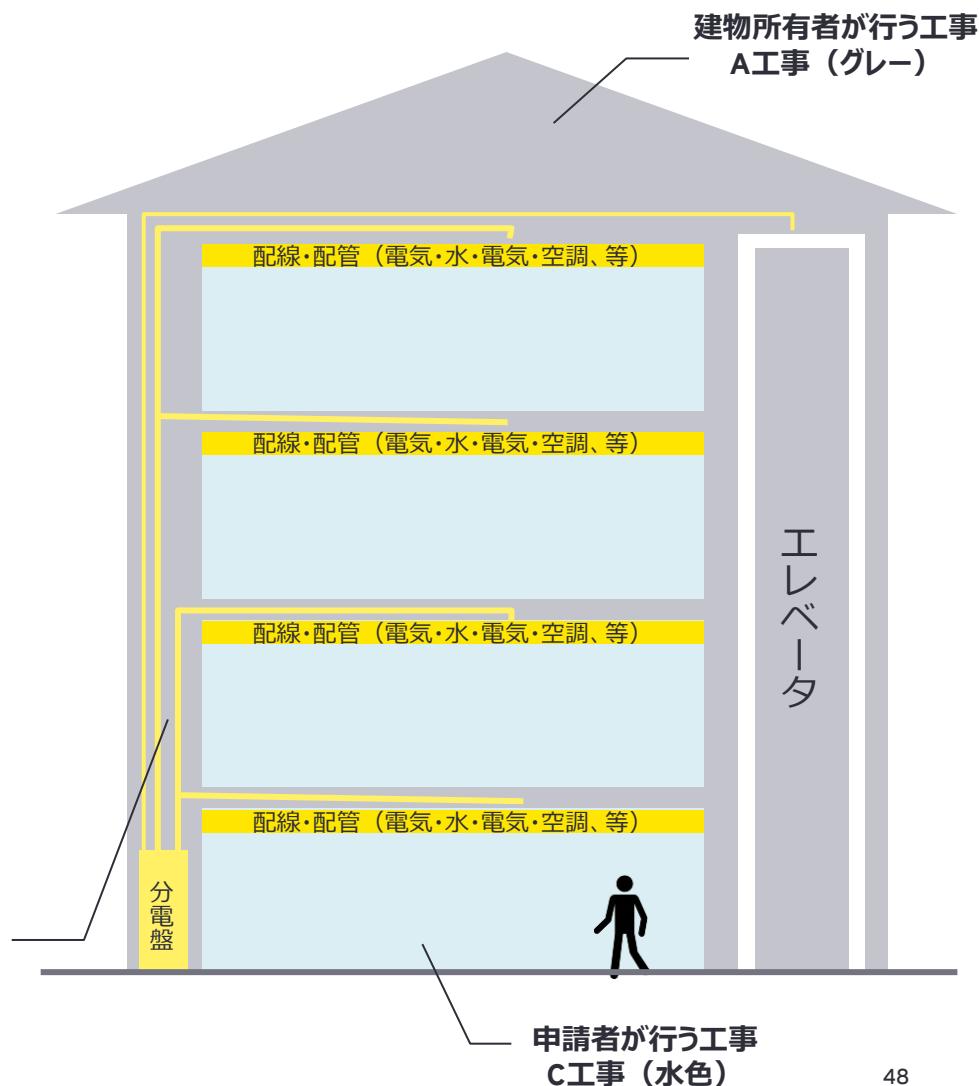 建物所有者が行う工事
A工事（グレー）
配線・配管（電気・水・電気・空調、等）
配線・配管（電気・水・電気・空調、等）
エレベータ
配線・配管（電気・水・電気・空調、等）
配線・配管（電気・水・電気・空調、等）
分電盤
申請者が行う工事
C工事（水色）
48